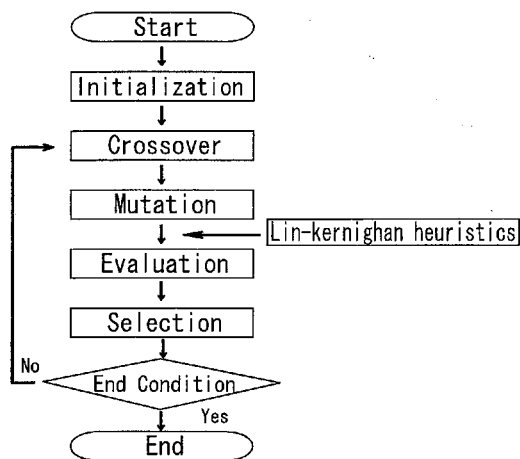 Start
Initialization
Crossover
Mutation
Lin-kernighan heuristics
Evaluation
Selection
No
End Condition
Yes
End